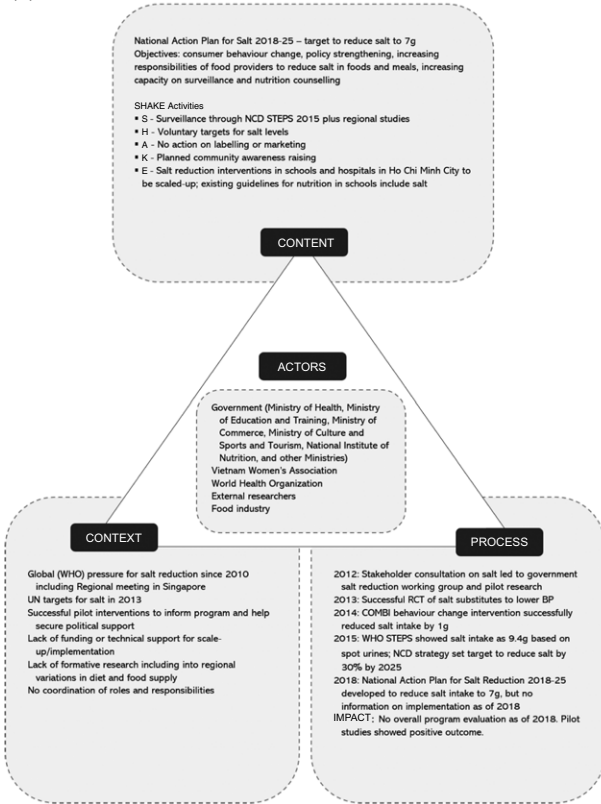 National Action Plan for Salt 2018-25 – target to reduce salt to 7g
Objectives: consumer behaviour change, policy strengthening, increasing
responsibilities of food providers to reduce salt in foods and meals, increasing
capacity on surveillance and nutrition counselling
SHAKE Activities
▪ S - Surveillance through NCD STEPS 2015 plus regional studies
▪ H - Voluntary targets for salt levels
▪ A - No action on labelling or marketing
▪ K - Planned community awareness raising
▪ E - Salt reduction interventions in schools and hospitals in Ho Chi Minh City to
be scaled-up; existing guidelines for nutrition in schools include salt
CONTENT
ACTORS
Government (Ministry of Health, Ministry
of Education and Training, Ministry of
Commerce, Ministry of Culture and
Sports and Tourism, National Institute of
Nutrition, and other Ministries)
Vietnam Women's Association
World Health Organization
External researchers
Food industry
CONTEXT
Global (WHO) pressure for salt reduction since 2010
including Regional meeting in Singapore
UN targets for salt in 2013
Successful pilot interventions to inform program and help
secure political support
Lack of funding or technical support for scale-
up/implementation
Lack of formative research including into regional
variations in diet and food supply
No coordination of roles and responsibilities
PROCESS
2012: Stakeholder consultation on salt led to government
salt reduction working group and pilot research
2013: Successful RCT of salt substitutes to lower BP
2014: COMBI behaviour change intervention successfully
reduced salt intake by 1g
2015: WHO STEPS showed salt intake as 9.4g based on
spot urines; NCD strategy set target to reduce salt by
30% by 2025
2018: National Action Plan for Salt Reduction 2018-25
developed to reduce salt intake to 7g, but no
information on implementation as of 2018
IMPACT: No overall program evaluation as of 2018. Pilot
studies showed positive outcome.